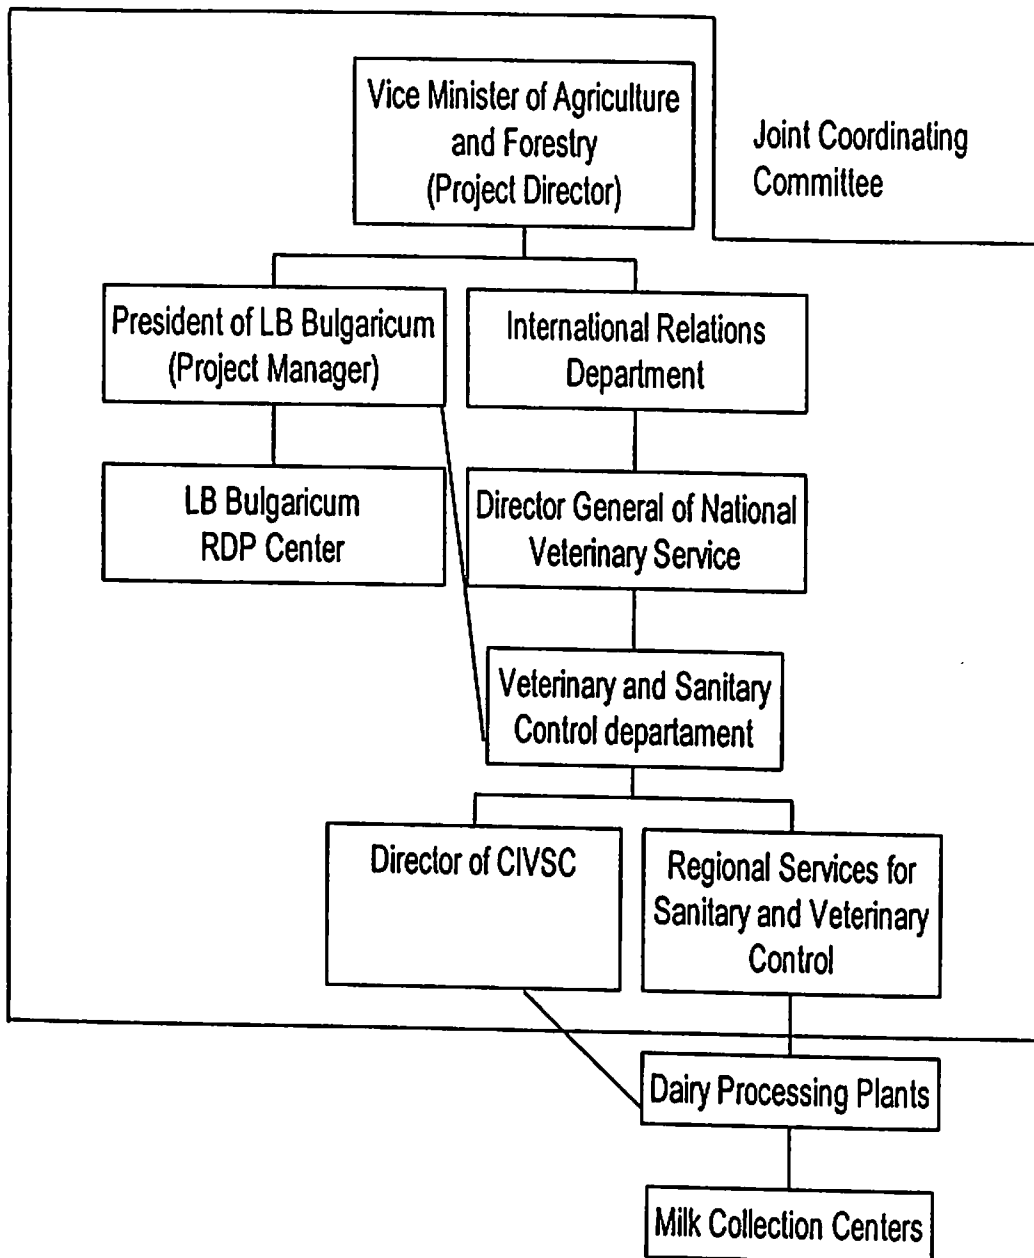 Vice Minister of Agriculture
and Forestry
(Project Director)
Joint Coordinating
Committee
President of LB Bulgaricum
(Project Manager)
International Relations
Department
LB Bulgaricum
RDP Center
Director General of National
Veterinary Service
Veterinary and Sanitary
Control departament
Director of CIVSC
Regional Services for
Sanitary and Veterinary
Control
Dairy Processing Plants
Milk Collection Centers